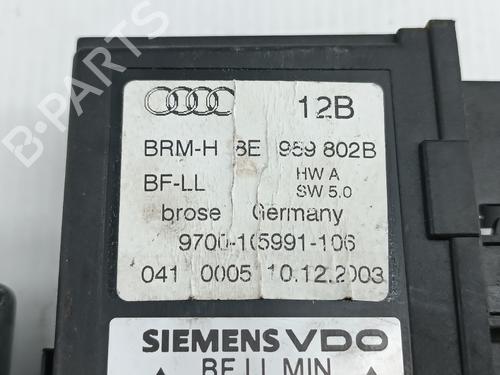 B-PARTS
12B
BRM-H 8E 959 802B
BF-LL HW A
SW 5.0
brose Germany
9700-105991-106
041 0005 10.12.2003
SIEMENS VDO
BF LL MIN